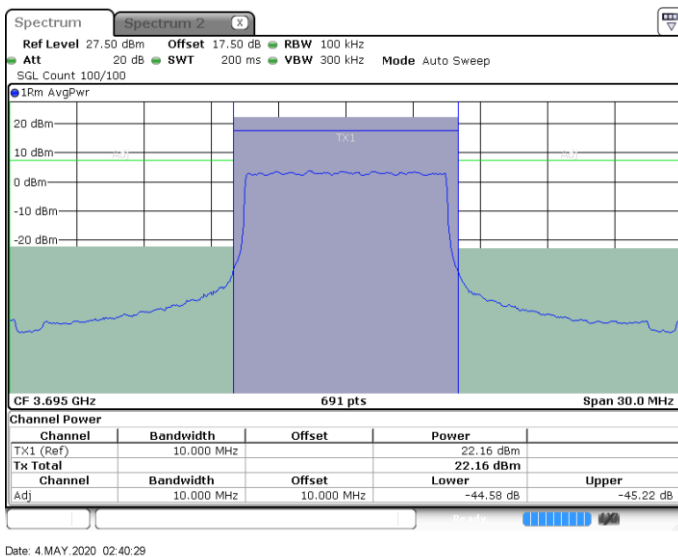 Spectrum Spectrum 2 X
Ref Level 27.50 dBm Offset 17.50 dB RBW 100 kHz
Att 20 dB SWT 200 ms VBW 300 kHz Mode Auto Sweep
SGL Count 100/100
1Rm AvgPwr
20 dBm
TX1
10 dBm Adj Adj
0 dBm
-10 dBm
-20 dBm
CF 3.695 GHz 691 pts Span 30.0 MHz
Channel Power
Channel Bandwidth Offset Power
TX1 (Ref) 10.000 MHz 22.16 dBm
Tx Total 22.16 dBm
Channel Bandwidth Offset Lower Upper
Adj 10.000 MHz 10.000 MHz -44.58 dB -45.22 dB
Ready
Date: 4.MAY.2020 02:40:29